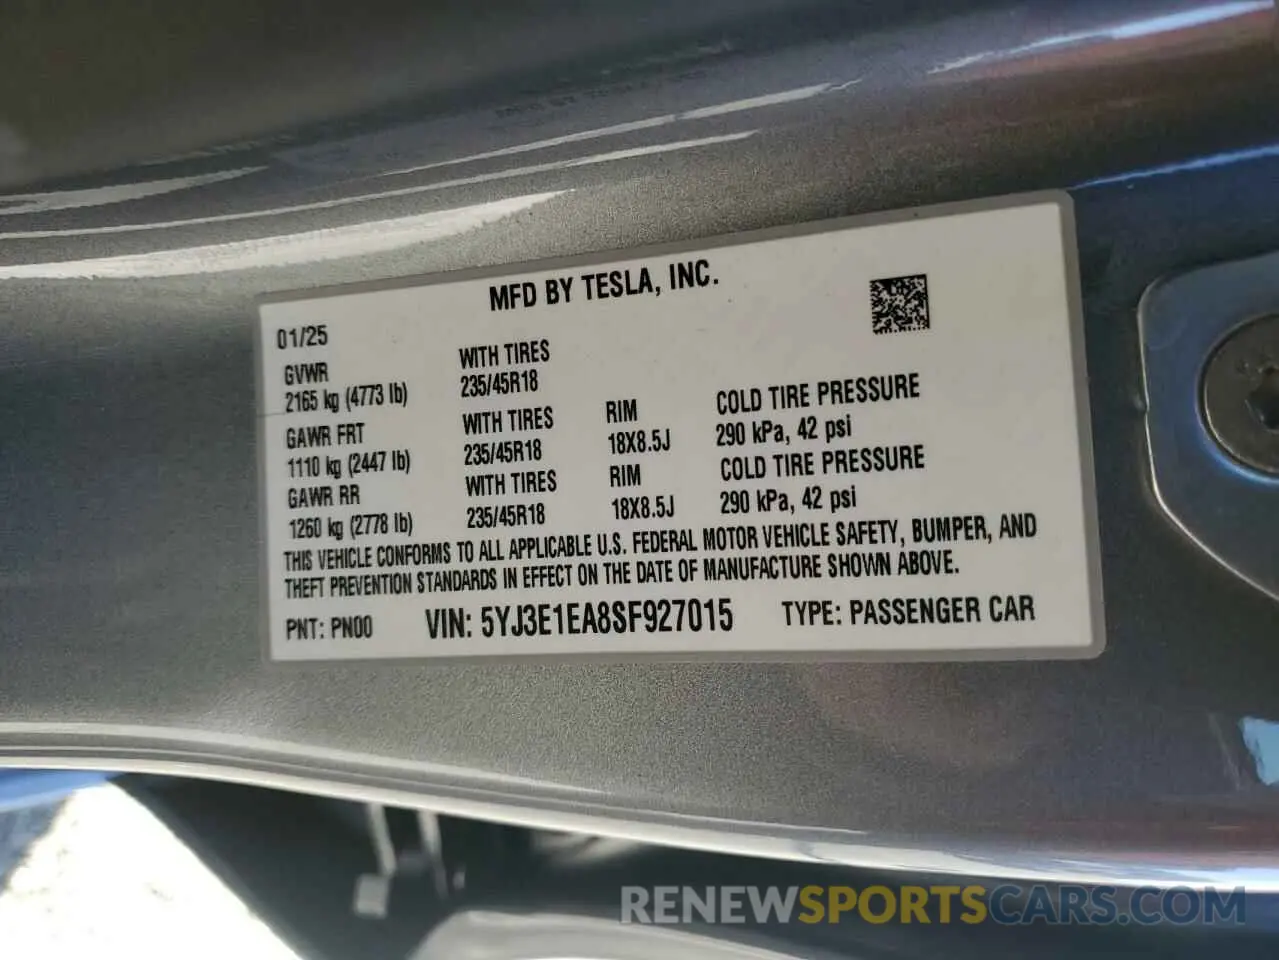 MFD BY TESLA, INC.
01/25
GVWR
2165 kg (4773 lb)
WITH TIRES
235/45R18
GAWR FRT
1110 kg (2447 lb)
WITH TIRES
235/45R18
RIM
18X8.5J
COLD TIRE PRESSURE
290 kPa, 42 psi
GAWR RR
1260 kg (2778 lb)
WITH TIRES
235/45R18
RIM
18X8.5J
COLD TIRE PRESSURE
290 kPa, 42 psi
THIS VEHICLE CONFORMS TO ALL APPLICABLE U.S. FEDERAL MOTOR VEHICLE SAFETY, BUMPER, AND
THEFT PREVENTION STANDARDS IN EFFECT ON THE DATE OF MANUFACTURE SHOWN ABOVE.
PNT: PN00 VIN: 5YJ3E1EA8SF927015 TYPE: PASSENGER CAR
RENEWSPORTSCARS.COM